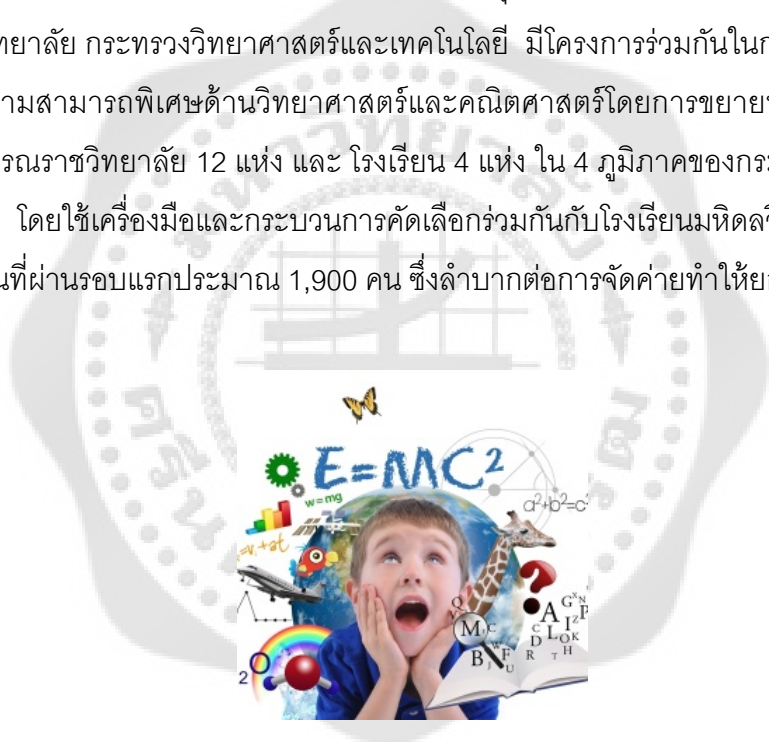 ทยาลัย กระทรวงวิทยาศาสตร์และเทคโนโลยี มีโครงการร่วมกันในก
ามสามารถพิเศษด้านวิทยาศาสตร์และคณิตศาสตร์โดยการขยาย
รณราชวิทยาลัย 12 แห่ง และ โรงเรียน 4 แห่ง ใน 4 ภูมิภาคของกระ
โดยใช้เครื่องมือและกระบวนการคัดเลือกร่วมกันกับโรงเรียนมหิดล
นที่ผ่านรอบแรกประมาณ 1,900 คน ซึ่งลำบากต่อการจัดค่ายทำให้ย
E=MC²
w=mg
a²+b²=c
=v₁+at
?
M C
B F U
A G X N
C D L I Z P
O K
R T H
2